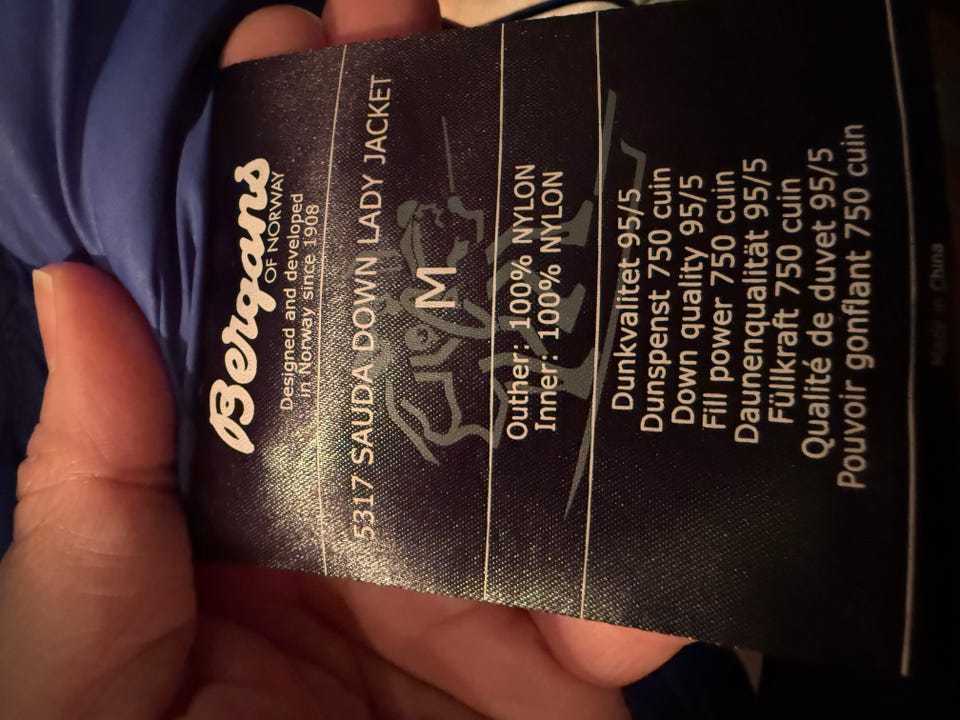 Bergans
OF NORWAY
Designed and developed
in Norway since 1908
5317 SAUDA DOWN LADY JACKET
M
Outher: 100% NYLON
Inner: 100% NYLON
Dunkvalitet 95/5
Dunspenst 750 cuin
Down quality 95/5
Fill power 750 cuin
Daunenqualität 95/5
Füllkraft 750 cuin
Qualité de duvet 95/5
Pouvoir gonflant 750 cuin
Made in China